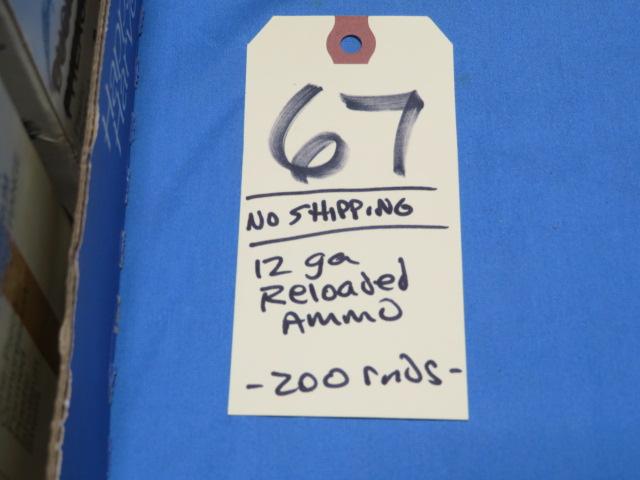 67
NO SHIPPING
12 ga
Reloaded
Ammo
-200 rnds-